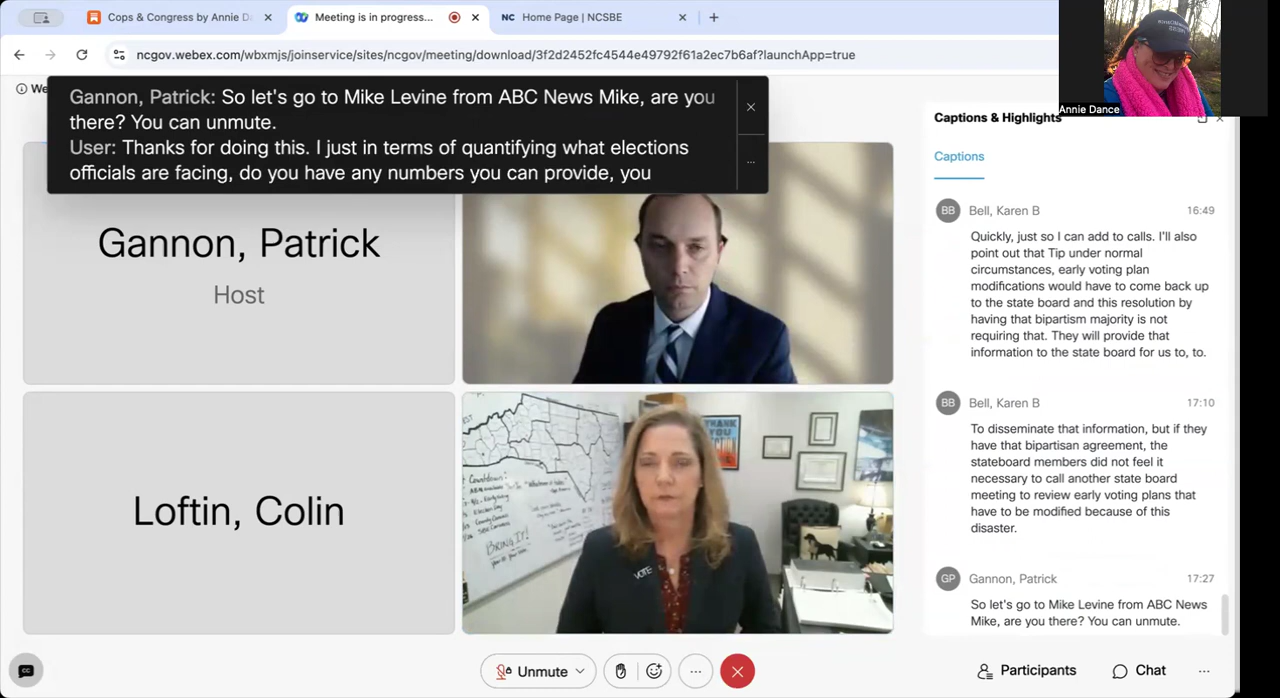 Cops & Congress by Annie D
Meeting is in progress...
NC Home Page | NCSBE
ncgov.webex.com/wbxmjs/joinservice/sites/ncgov/meeting/download/3f2d2452fc4544e49792f61a2ec7b6af?launchApp=true
We
Gannon, Patrick: So let's go to Mike Levine from ABC News Mike, are you
there? You can unmute.
User: Thanks for doing this. I just in terms of quantifying what elections
officials are facing, do you have any numbers you can provide, you
Gannon, Patrick
Host
Loftin, Colin
THANK
YOU
BRING IT!
VOTE
Annie Dance
Captions & Highlights
Captions
BB Bell, Karen B 16:49
Quickly, just so I can add to calls. I'll also
point out that Tip under normal
circumstances, early voting plan
modifications would have to come back up
to the state board and this resolution by
having that bipartism majority is not
requiring that. They will provide that
information to the state board for us to, to.
BB Bell, Karen B 17:10
To disseminate that information, but if they
have that bipartisan agreement, the
stateboard members did not feel it
necessary to call another state board
meeting to review early voting plans that
have to be modified because of this
disaster.
GP Gannon, Patrick 17:27
So let's go to Mike Levine from ABC News
Mike, are you there? You can unmute.
CC
Unmute
Participants
Chat